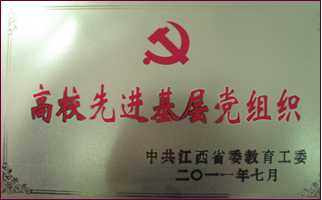 高校先进基层党组织
中共江西省委教育工委
二〇一一年七月